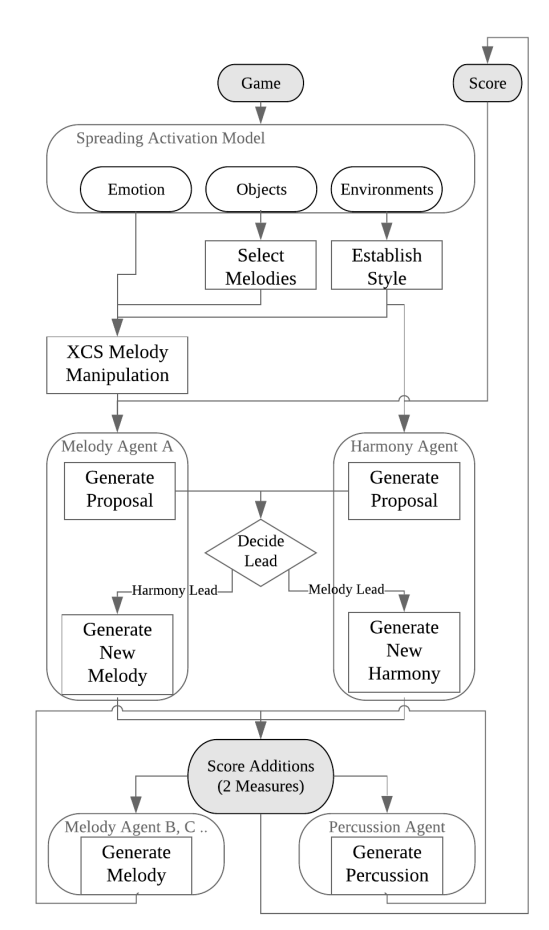 Game
Score
Spreading Activation Model
Emotion
Objects
Environments
Select
Melodies
Establish
Style
XCS Melody
Manipulation
Melody Agent A
Harmony Agent
Generate
Proposal
Generate
Proposal
Decide
Lead
Harmony Lead
Melody Lead
Generate
New
Melody
Generate
New
Harmony
Score Additions
(2 Measures)
Melody Agent B, C ..
Percussion Agent
Generate
Melody
Generate
Percussion